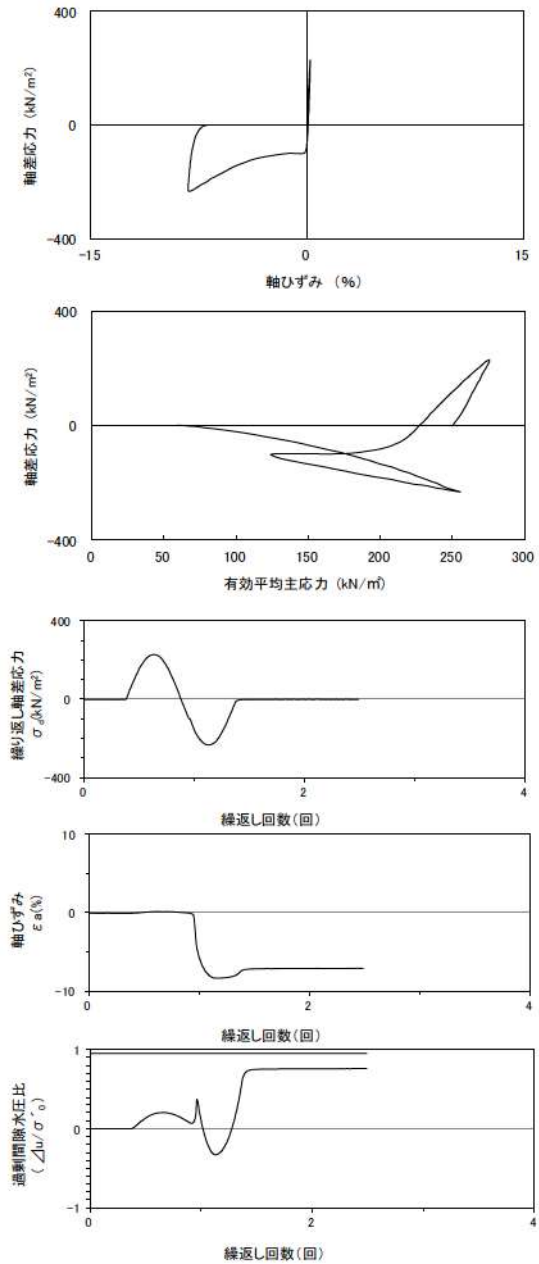 400
0
-400
-15
0
15
軸差応力 (kN/m²)
軸ひずみ (%)
400
0
-400
0
50
100
150
200
250
300
軸差応力 (kN/m²)
有効平均主応力 (kN/㎡)
400
0
-400
0
2
4
繰り返し軸差応力
σd(kN/m²)
繰返し回数(回)
10
0
-10
0
2
4
軸ひずみ
εa(%)
繰返し回数(回)
1
0
-1
0
2
4
過剰間隙水圧比
(⊿u/σ´0)
繰返し回数(回)